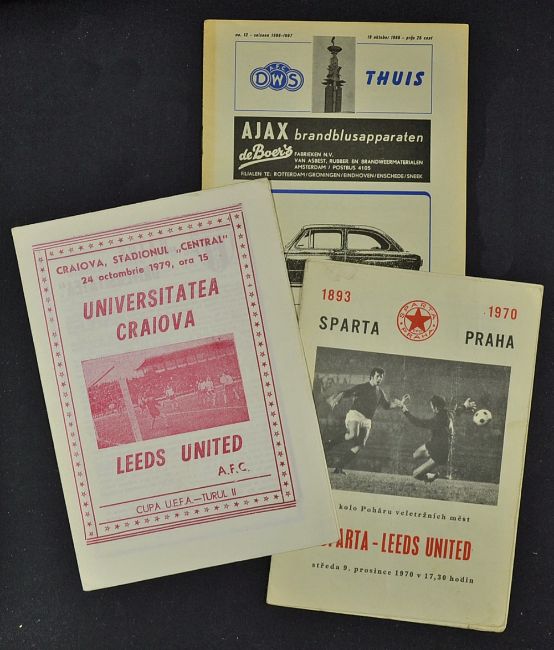 no. 12 - seizoen 1966-1967
19 oktober 1966 - prijs 25 cent
A.F.C.
DWS
THUIS
AJAX brandblusapparaten
de Boer's
FABRIEKEN N.V.
VAN ASBEST, RUBBER EN BRANDWEERMATERIALEN
AMSTERDAM / POSTBUS 4105
FILIALEN TE: ROTTERDAM/GRONINGEN/EINDHOVEN/ENSCHEDE/SNEEK
CRAIOVA, STADIONUL „CENTRAL"
24 octombrie 1979, ora 15
UNIVERSITATEA
CRAIOVA
LEEDS UNITED
A.F.C.
CUPA U.E.F.A.—TURUL II
1893
1970
SPARTA
SPARTA
PRAHA
PRAHA
kolo Poháru veletržních měst
SPARTA - LEEDS UNITED
středa 9. prosince 1970 v 17,30 hodin